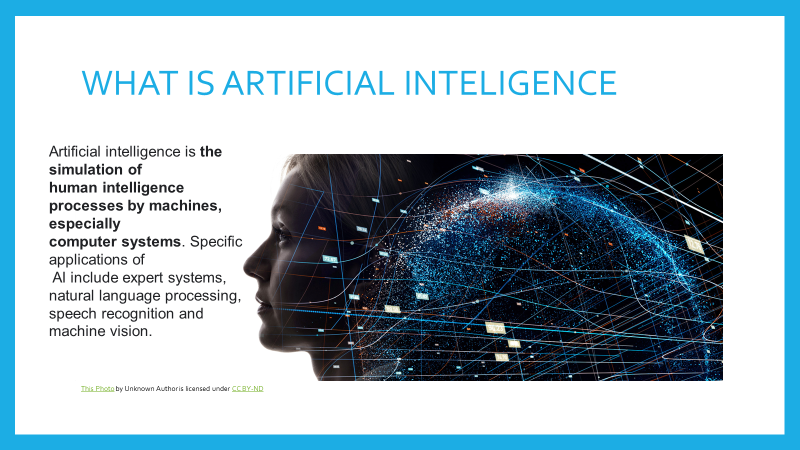 WHAT IS ARTIFICIAL INTELIGENCE
Artificial intelligence is the
simulation of
human intelligence
processes by machines,
especially
computer systems. Specific
applications of
AI include expert systems,
natural language processing,
speech recognition and
machine vision.
This Photo by Unknown Author is licensed under CC BY-ND